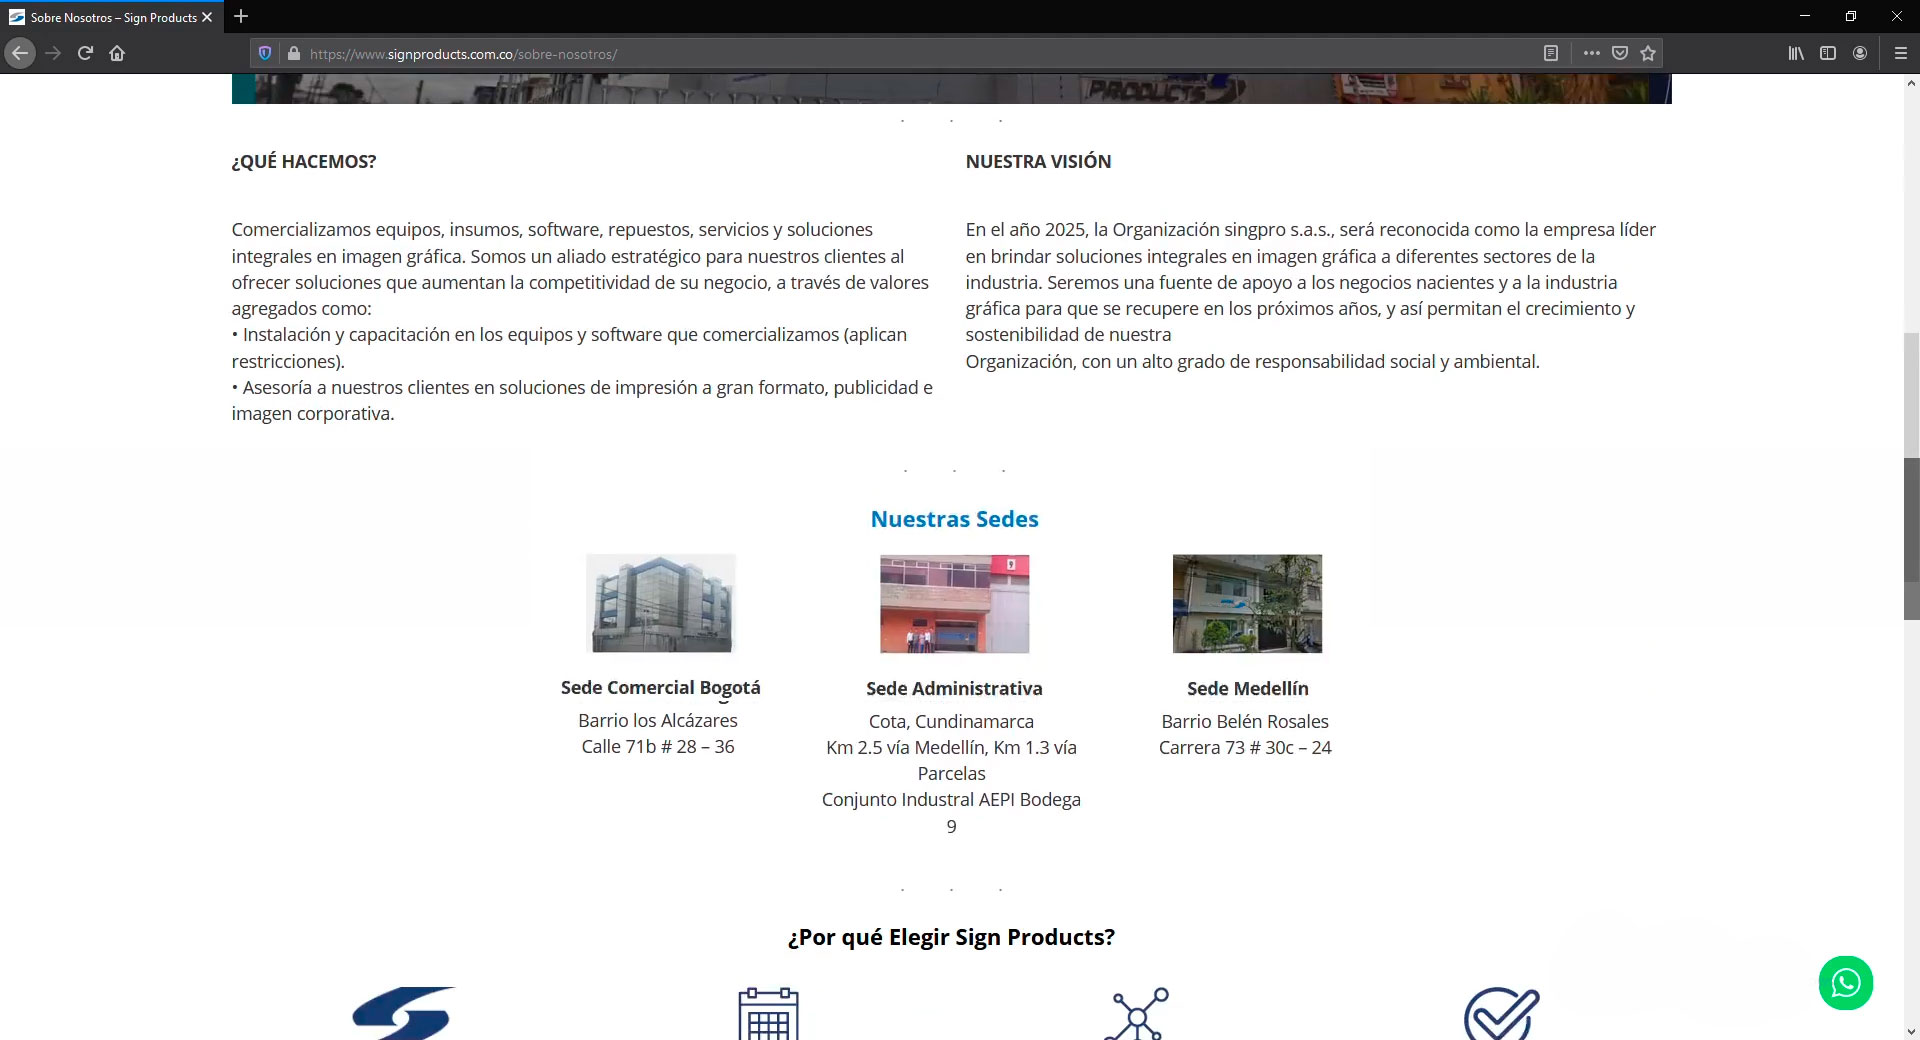 Sobre Nosotros – Sign Products
https://www.signproducts.com.co/sobre-nosotros/
PRODUCTS
¿QUÉ HACEMOS?
Comercializamos equipos, insumos, software, repuestos, servicios y soluciones
integrales en imagen gráfica. Somos un aliado estratégico para nuestros clientes al
ofrecer soluciones que aumentan la competitividad de su negocio, a través de valores
agregados como:
• Instalación y capacitación en los equipos y software que comercializamos (aplican
restricciones).
• Asesoría a nuestros clientes en soluciones de impresión a gran formato, publicidad e
imagen corporativa.
NUESTRA VISIÓN
En el año 2025, la Organización singpro s.a.s., será reconocida como la empresa líder
en brindar soluciones integrales en imagen gráfica a diferentes sectores de la
industria. Seremos una fuente de apoyo a los negocios nacientes y a la industria
gráfica para que se recupere en los próximos años, y así permitan el crecimiento y
sostenibilidad de nuestra
Organización, con un alto grado de responsabilidad social y ambiental.
Nuestras Sedes
9
Sede Comercial Bogotá
Barrio los Alcázares
Calle 71b # 28 – 36
Sede Administrativa
Cota, Cundinamarca
Km 2.5 vía Medellín, Km 1.3 vía
Parcelas
Conjunto Industral AEPI Bodega
9
Sede Medellín
Barrio Belén Rosales
Carrera 73 # 30c – 24
¿Por qué Elegir Sign Products?